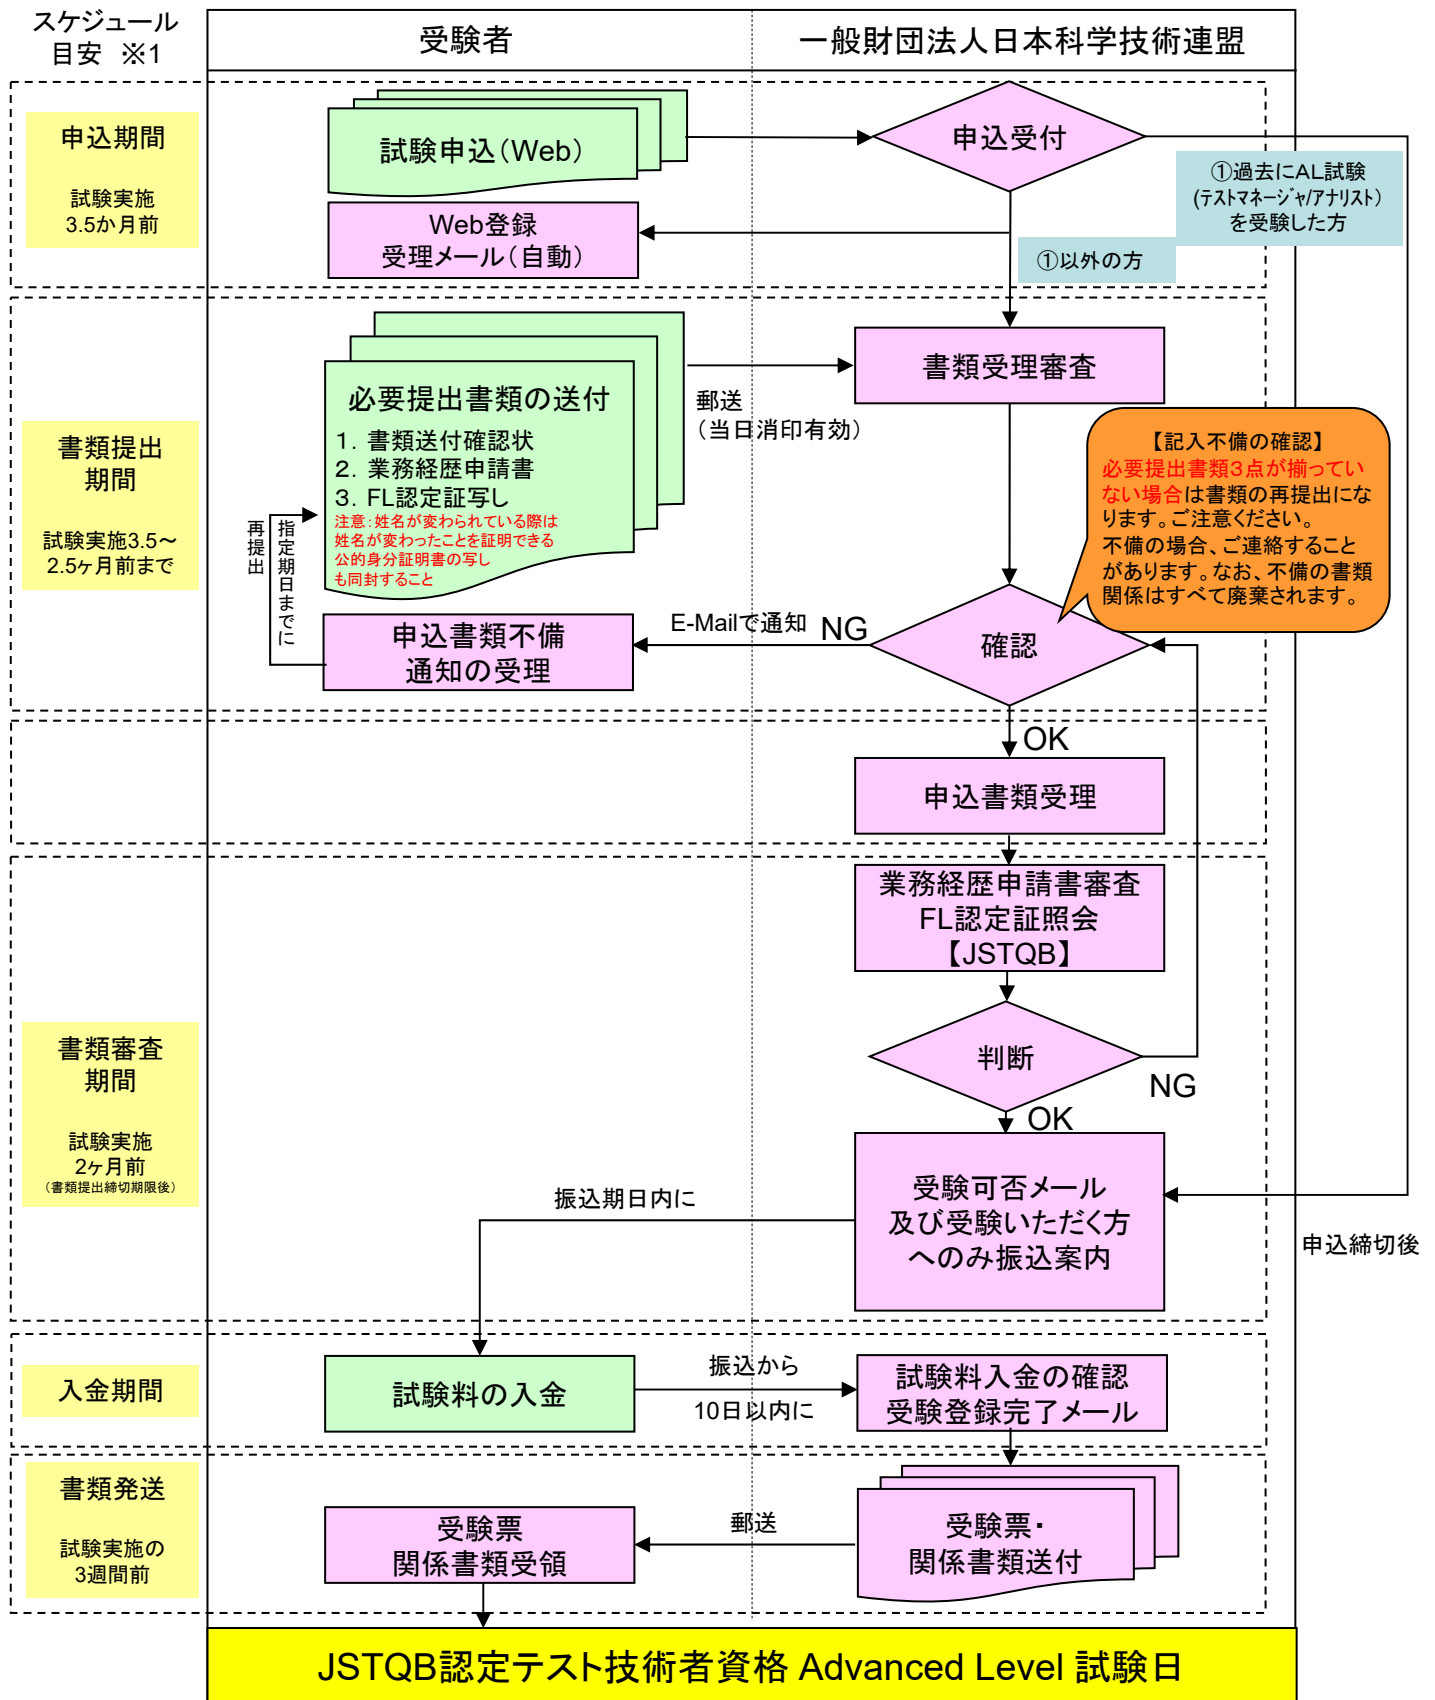 スケジュール
目安 ※1
受験者
一般財団法人日本科学技術連盟
申込期間
試験実施
3.5か月前
試験申込（Web）
申込受付
①過去にAL試験
(ﾃｽﾄﾏﾈｰｼﾞｬ/ｱﾅﾘｽﾄ）
を受験した方
Web登録
受理メール（自動）
①以外の方
書類提出
期間
試験実施3.5～
2.5ヶ月前まで
必要提出書類の送付
１．書類送付確認状
２．業務経歴申請書
３．FL認定証写し
注意：姓名が変わられている際は
姓名が変わったことを証明できる
公的身分証明書の写し
も同封すること
郵送
（当日消印有効）
書類受理審査
【記入不備の確認】
必要提出書類３点が揃ってい
ない場合は書類の再提出にな
ります。ご注意ください。
不備の場合、ご連絡すること
があります。なお、不備の書類
関係はすべて廃棄されます。
指定期日までに
再提出
申込書類不備
通知の受理
E-Mailで通知
NG
確認
OK
申込書類受理
書類審査
期間
試験実施
2ヶ月前
（書類提出締切期限後）
業務経歴申請書審査
FL認定証照会
【JSTQB】
判断
NG
OK
受験可否メール
及び受験いただく方
へのみ振込案内
振込期日内に
申込締切後
入金期間
試験料の入金
振込から
10日以内に
試験料入金の確認
受験登録完了メール
書類発送
試験実施の
3週間前
受験票
関係書類受領
郵送
受験票・
関係書類送付
JSTQB認定テスト技術者資格 Advanced Level 試験日